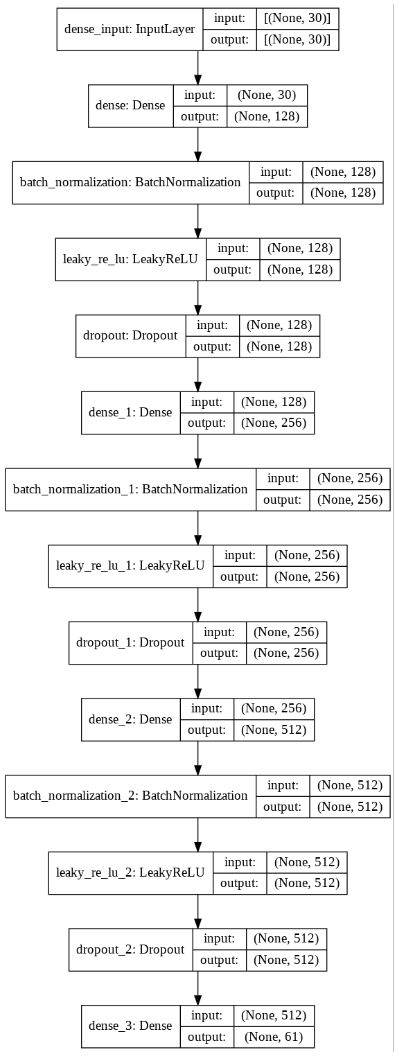 dense_input: InputLayer
input: [(None, 30)]
output: [(None, 30)]
dense: Dense
input: (None, 30)
output: (None, 128)
batch_normalization: BatchNormalization
input: (None, 128)
output: (None, 128)
leaky_re_lu: LeakyReLU
input: (None, 128)
output: (None, 128)
dropout: Dropout
input: (None, 128)
output: (None, 128)
dense_1: Dense
input: (None, 128)
output: (None, 256)
batch_normalization_1: BatchNormalization
input: (None, 256)
output: (None, 256)
leaky_re_lu_1: LeakyReLU
input: (None, 256)
output: (None, 256)
dropout_1: Dropout
input: (None, 256)
output: (None, 256)
dense_2: Dense
input: (None, 256)
output: (None, 512)
batch_normalization_2: BatchNormalization
input: (None, 512)
output: (None, 512)
leaky_re_lu_2: LeakyReLU
input: (None, 512)
output: (None, 512)
dropout_2: Dropout
input: (None, 512)
output: (None, 512)
dense_3: Dense
input: (None, 512)
output: (None, 61)